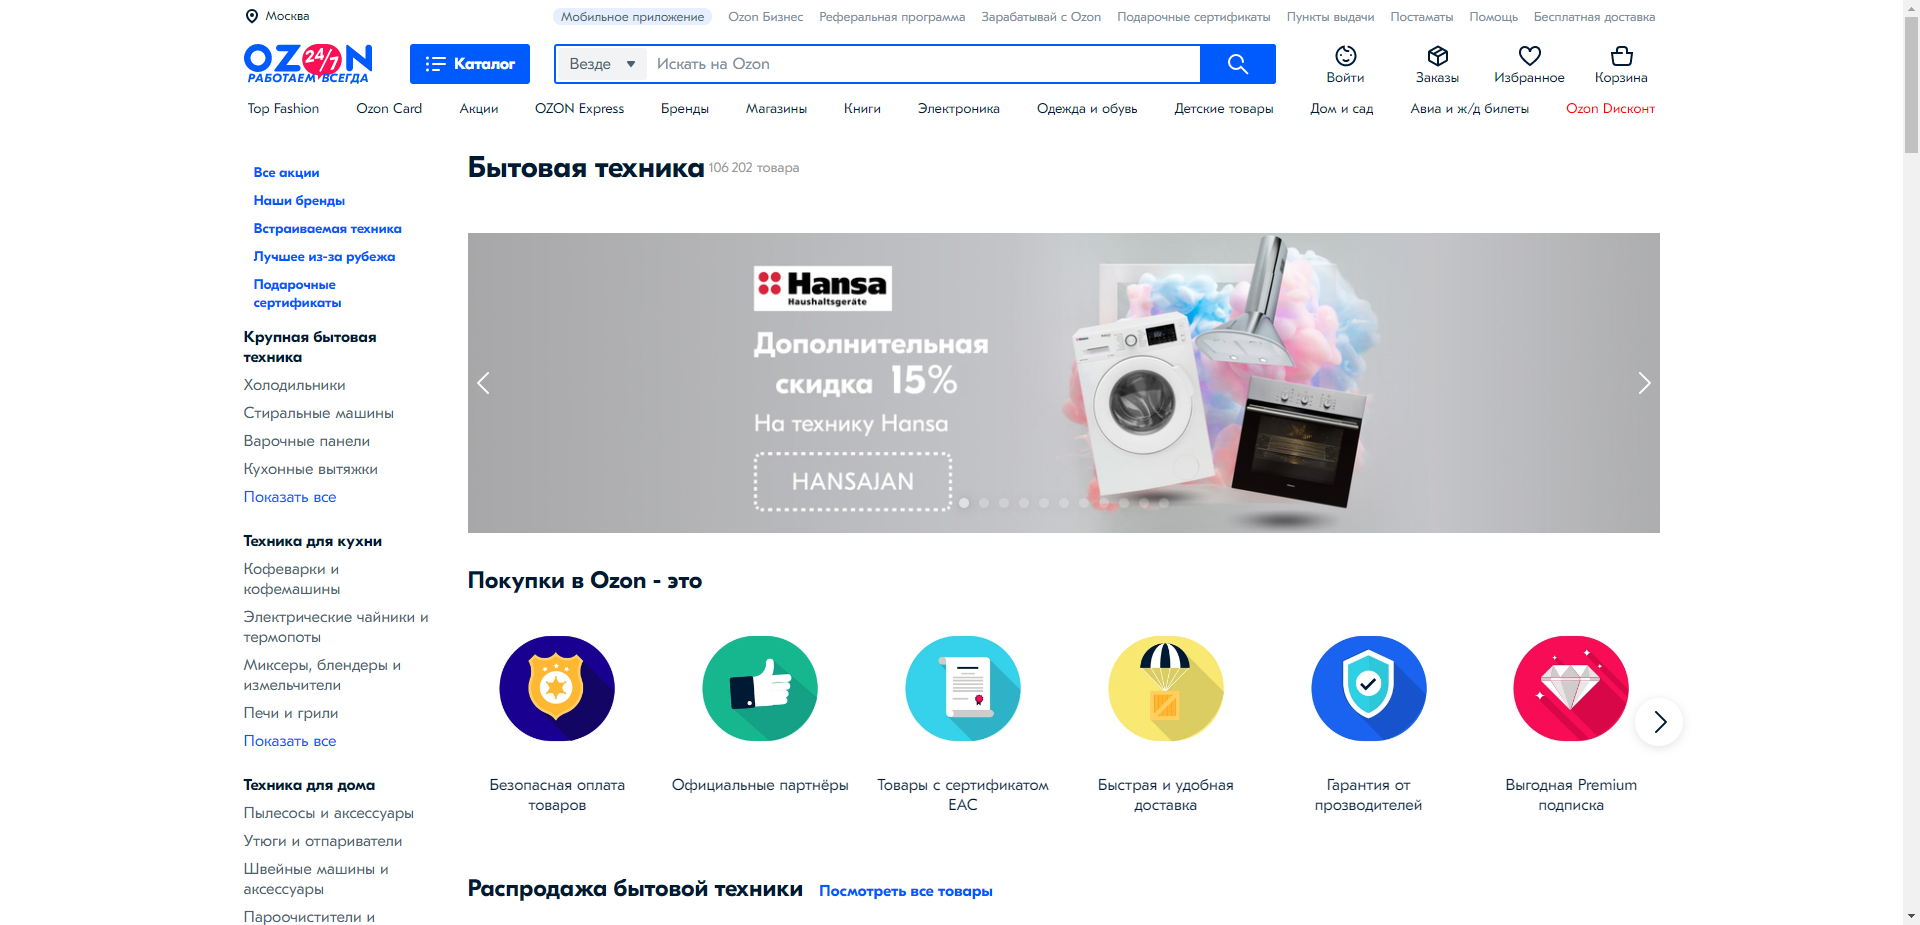 Москва
Мобильное приложение Ozon Бизнес Реферальная программа Зарабатывай с Ozon Подарочные сертификаты Пункты выдачи Постаматы Помощь Бесплатная доставка
OZON 24/7
РАБОТАЕМ ВСЕГДА
Каталог
Везде Искать на Ozon
Войти Заказы Избранное Корзина
Top Fashion Ozon Card Акции OZON Express Бренды Магазины Книги Электроника Одежда и обувь Детские товары Дом и сад Авиа и ж/д билеты Ozon Dисконт
Все акции
Наши бренды
Встраиваемая техника
Лучшее из-за рубежа
Подарочные
сертификаты
Крупная бытовая
техника
Холодильники
Стиральные машины
Варочные панели
Кухонные вытяжки
Показать все
Техника для кухни
Кофеварки и
кофемашины
Электрические чайники и
термопоты
Миксеры, блендеры и
измельчители
Печи и грили
Показать все
Техника для дома
Пылесосы и аксессуары
Утюги и отпариватели
Швейные машины и
аксессуары
Пароочистители и
Бытовая техника 106 202 товара
Hansa
Haushaltsgeräte
Дополнительная
скидка 15%
На технику Hansa
HANSAJAN
Покупки в Ozon - это
Безопасная оплата
товаров
Официальные партнёры
Товары с сертификатом
EAC
Быстрая и удобная
доставка
Гарантия от
прозводителей
Выгодная Premium
подписка
Распродажа бытовой техники Посмотреть все товары